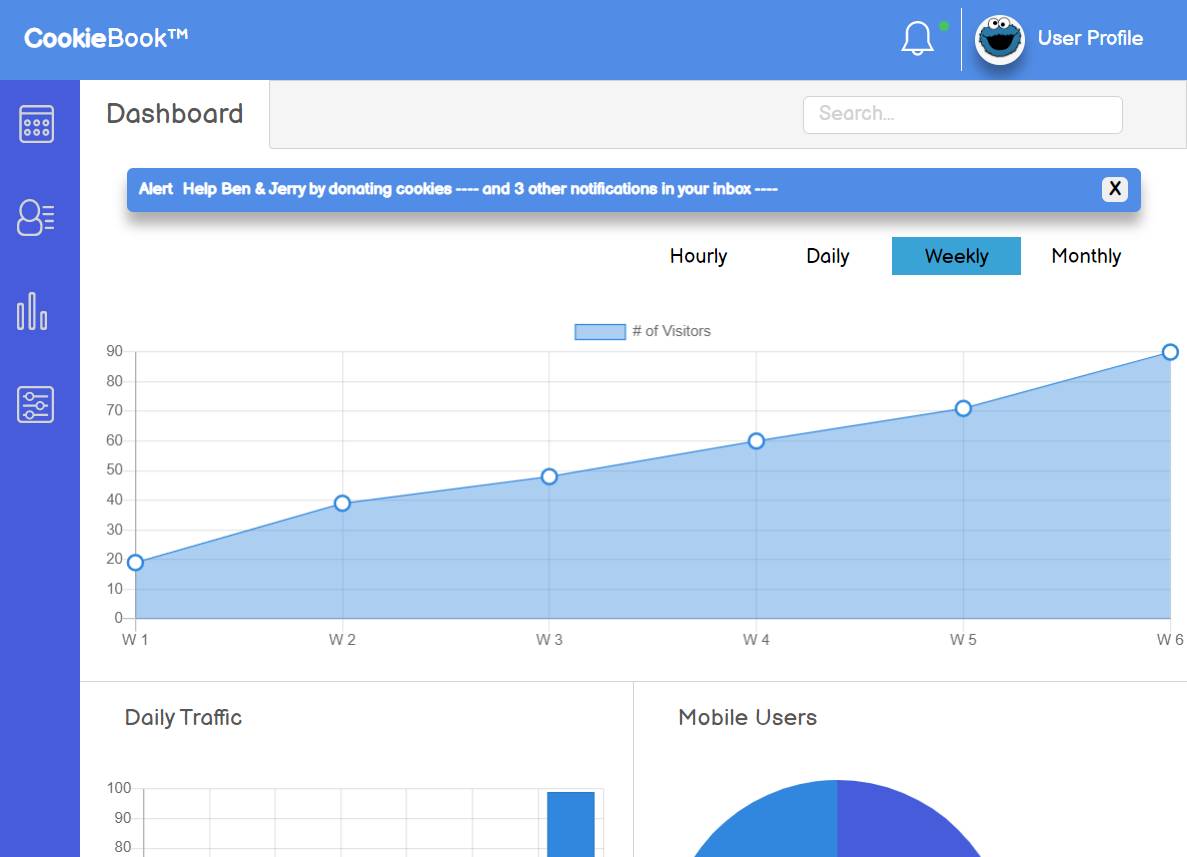 CookieBook™
User Profile
Dashboard
Search...
Alert Help Ben & Jerry by donating cookies ---- and 3 other notifications in your inbox ----
X
Hourly Daily Weekly Monthly
# of Visitors
90
80
70
60
50
40
30
20
10
0
W 1 W 2 W 3 W 4 W 5 W 6
Daily Traffic
100
90
80
Mobile Users